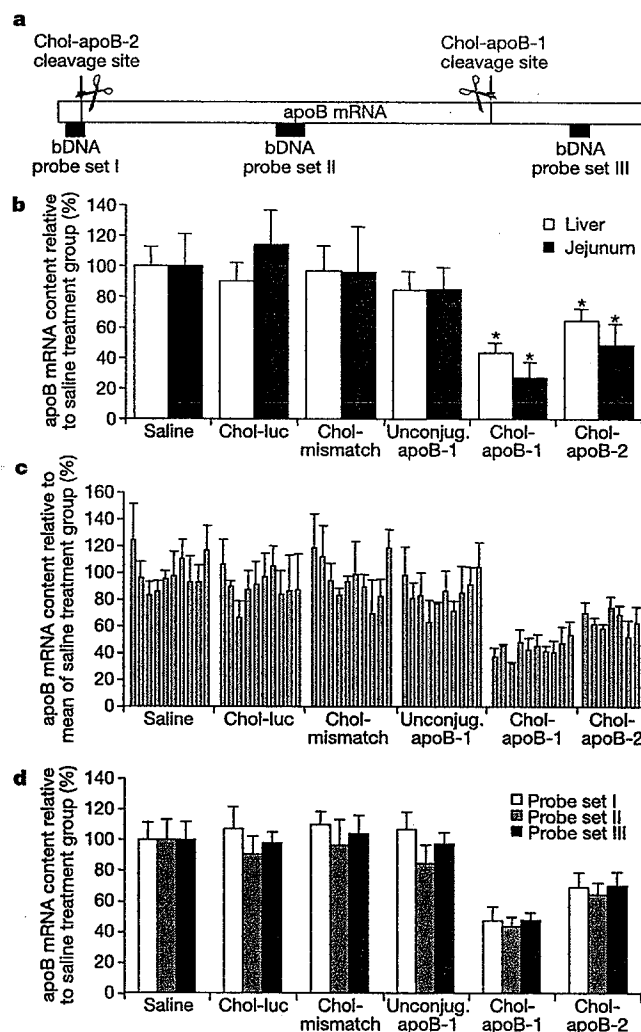 a
Chol-apoB-2
cleavage site
Chol-apoB-1
cleavage site
apoB mRNA
bDNA
probe set I
bDNA
probe set II
bDNA
probe set III
b
apoB mRNA content relative
to saline treatment group (%)
140
120
100
80
60
40
20
0
Liver
Jejunum
* * * *
Saline
Chol-luc
Chol-
mismatch
Unconjug.
apoB-1
Chol-
apoB-1
Chol-
apoB-2
c
apoB mRNA content relative to
mean of saline treatment group (%)
160
140
120
100
80
60
40
20
0
Saline
Chol-luc
Chol-
mismatch
Unconjug.
apoB-1
Chol-
apoB-1
Chol-
apoB-2
d
apoB mRNA content relative
to saline treatment group (%)
140
120
100
80
60
40
20
0
Probe set I
Probe set II
Probe set III
Saline
Chol-luc
Chol-
mismatch
Unconjug.
apoB-1
Chol-
apoB-1
Chol-
apoB-2